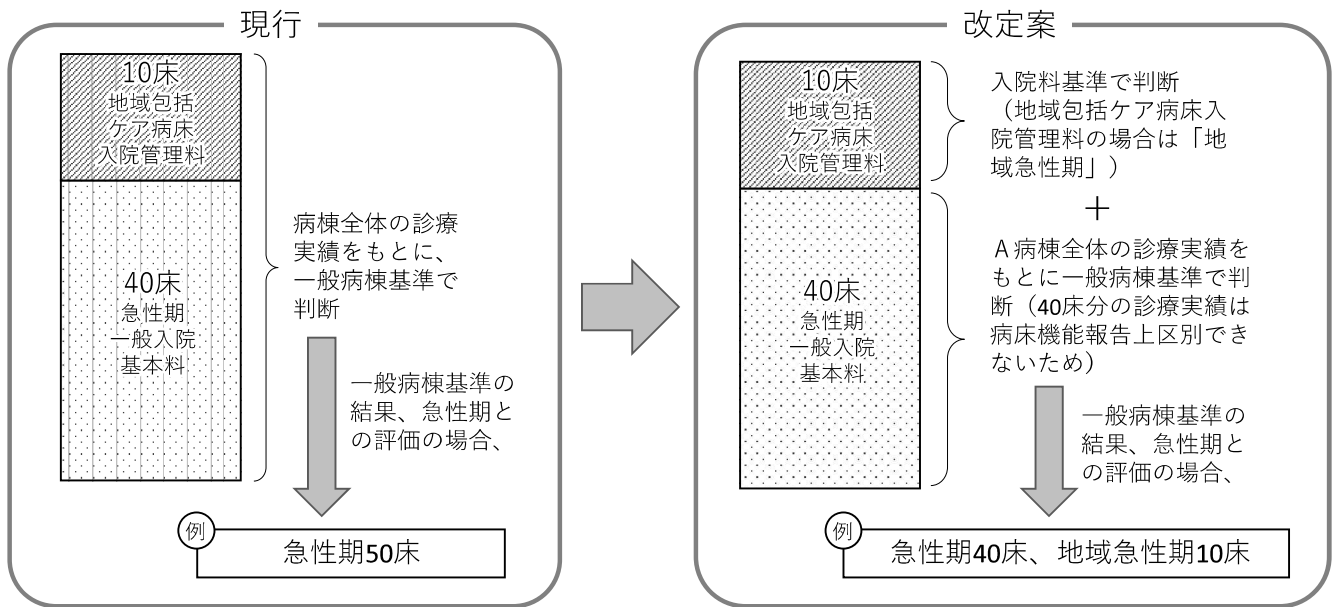 現行
10床
地域包括
ケア病床
入院管理料
40床
急性期
一般入院
基本料
病棟全体の診療
実績をもとに、
一般病棟基準で
判断
一般病棟基準の
結果、急性期と
の評価の場合、
例
急性期50床
改定案
10床
地域包括
ケア病床
入院管理料
40床
急性期
一般入院
基本料
入院料基準で判断
（地域包括ケア病床入
院管理料の場合は「地
域急性期」）
＋
A病棟全体の診療実績を
もとに一般病棟基準で判
断（40床分の診療実績は
病床機能報告上区別でき
ないため）
一般病棟基準の
結果、急性期と
の評価の場合、
例
急性期40床、地域急性期10床